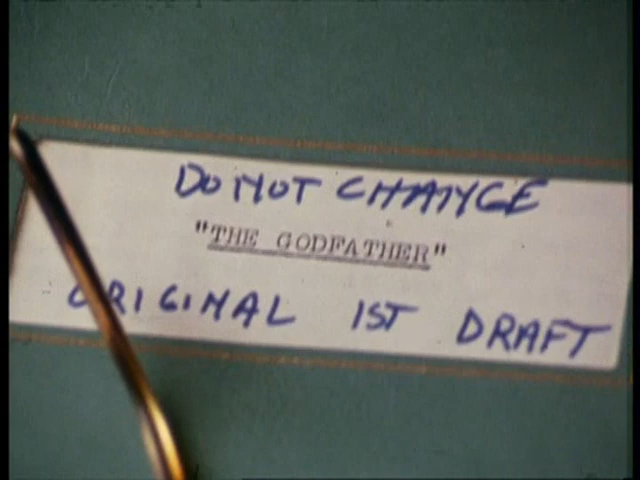 DO NOT CHANGE
"THE GODFATHER"
ORIGINAL 1ST DRAFT